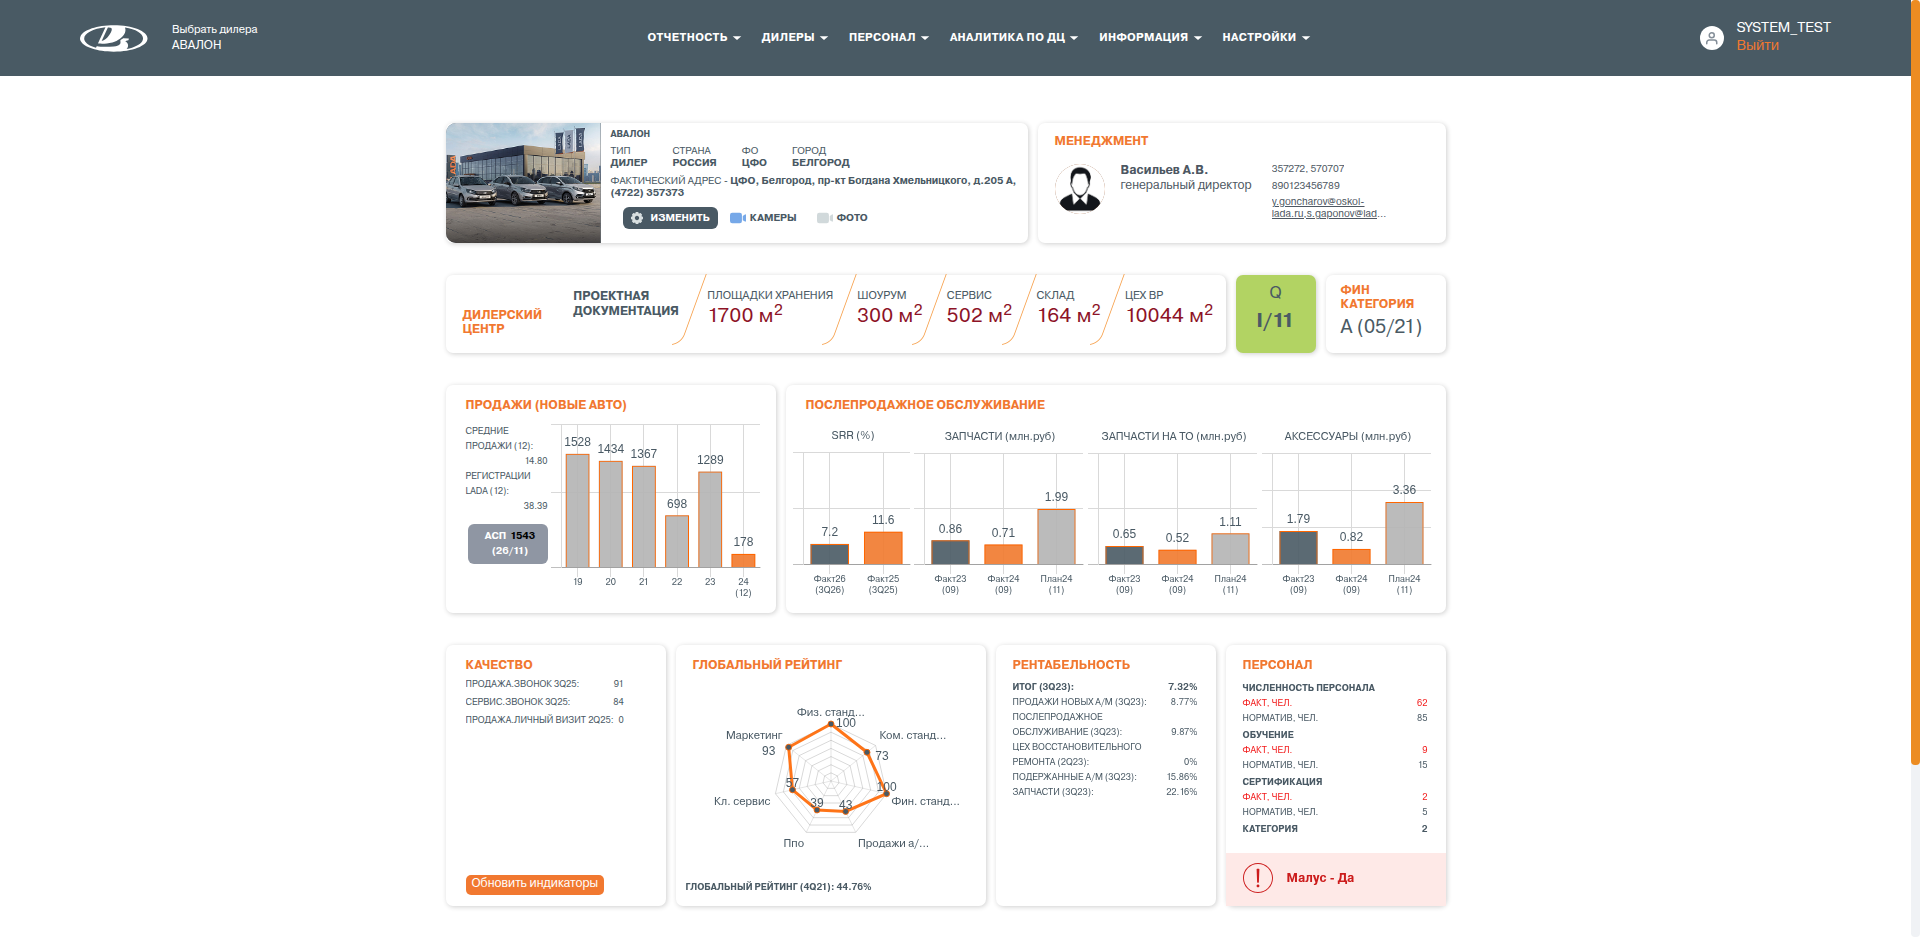 Выбрать дилера
АВАЛОН
ОТЧЕТНОСТЬ ДИЛЕРЫ ПЕРСОНАЛ АНАЛИТИКА ПО ДЦ ИНФОРМАЦИЯ НАСТРОЙКИ
SYSTEM_TEST
Выйти
АВАЛОН
ТИП СТРАНА ФО ГОРОД
ДИЛЕР РОССИЯ ЦФО БЕЛГОРОД
ФАКТИЧЕСКИЙ АДРЕС - ЦФО, Белгород, пр-кт Богдана Хмельницкого, д.205 А,
(4722) 357373
ИЗМЕНИТЬ КАМЕРЫ ФОТО
МЕНЕДЖМЕНТ
Васильев А.В.
генеральный директор
357272, 570707
890123456789
y.goncharov@oskol-
lada.ru,s.gaponov@lad...
ДИЛЕРСКИЙ
ЦЕНТР
ПРОЕКТНАЯ
ДОКУМЕНТАЦИЯ
ПЛОЩАДКИ ХРАНЕНИЯ
1700 м2
ШОУРУМ
300 м2
СЕРВИС
502 м2
СКЛАД
164 м2
ЦЕХ ВР
10044 м2
Q
I/11
ФИН
КАТЕГОРИЯ
A (05/21)
ПРОДАЖИ (НОВЫЕ АВТО)
СРЕДНИЕ
ПРОДАЖИ (12):
14.80
РЕГИСТРАЦИИ
LADA (12):
38.39
АСП 1543
(26/11)
1528 1434 1367 698 1289 178
19 20 21 22 23 24
(12)
ПОСЛЕПРОДАЖНОЕ ОБСЛУЖИВАНИЕ
SRR (%)
7.2 11.6
Факт26 Факт25
(3Q26) (3Q25)
ЗАПЧАСТИ (млн.руб)
0.86 0.71 1.99
Факт23 Факт24 План24
(09) (09) (11)
ЗАПЧАСТИ НА ТО (млн.руб)
0.65 0.52 1.11
Факт23 Факт24 План24
(09) (09) (11)
АКСЕССУАРЫ (млн.руб)
1.79 0.82 3.36
Факт23 Факт24 План24
(09) (09) (11)
КАЧЕСТВО
ПРОДАЖА.ЗВОНОК 3Q25: 91
СЕРВИС.ЗВОНОК 3Q25: 84
ПРОДАЖА.ЛИЧНЫЙ ВИЗИТ 2Q25: 0
Обновить индикаторы
ГЛОБАЛЬНЫЙ РЕЙТИНГ
Физ. станд...
100
Маркетинг
93
Ком. станд...
73
57
100
Кл. сервис
39
43
Фин. станд...
Ппо
Продажи а/...
ГЛОБАЛЬНЫЙ РЕЙТИНГ (4Q21): 44.76%
РЕНТАБЕЛЬНОСТЬ
ИТОГ (3Q23): 7.32%
ПРОДАЖИ НОВЫХ А/М (3Q23): 8.77%
ПОСЛЕПРОДАЖНОЕ
ОБСЛУЖИВАНИЕ (3Q23): 9.87%
ЦЕХ ВОССТАНОВИТЕЛЬНОГО
РЕМОНТА (2Q23): 0%
ПОДЕРЖАННЫЕ А/М (3Q23): 15.86%
ЗАПЧАСТИ (3Q23): 22.16%
ПЕРСОНАЛ
ЧИСЛЕННОСТЬ ПЕРСОНАЛА
ФАКТ, ЧЕЛ. 62
НОРМАТИВ, ЧЕЛ. 85
ОБУЧЕНИЕ
ФАКТ, ЧЕЛ. 9
НОРМАТИВ, ЧЕЛ. 15
СЕРТИФИКАЦИЯ
ФАКТ, ЧЕЛ. 2
НОРМАТИВ, ЧЕЛ. 5
КАТЕГОРИЯ 2
Малус - Да